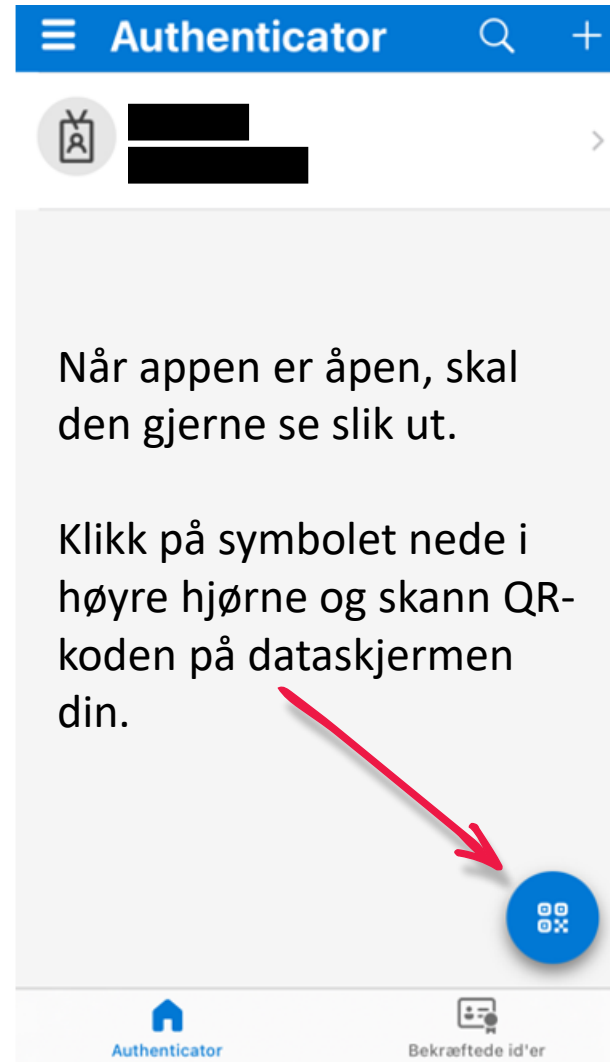 Authenticator
Når appen er åpen, skal
den gjerne se slik ut.
Klikk på symbolet nede i
høyre hjørne og skann QR-
koden på dataskjermen
din.
Authenticator
Bekræftede id'er